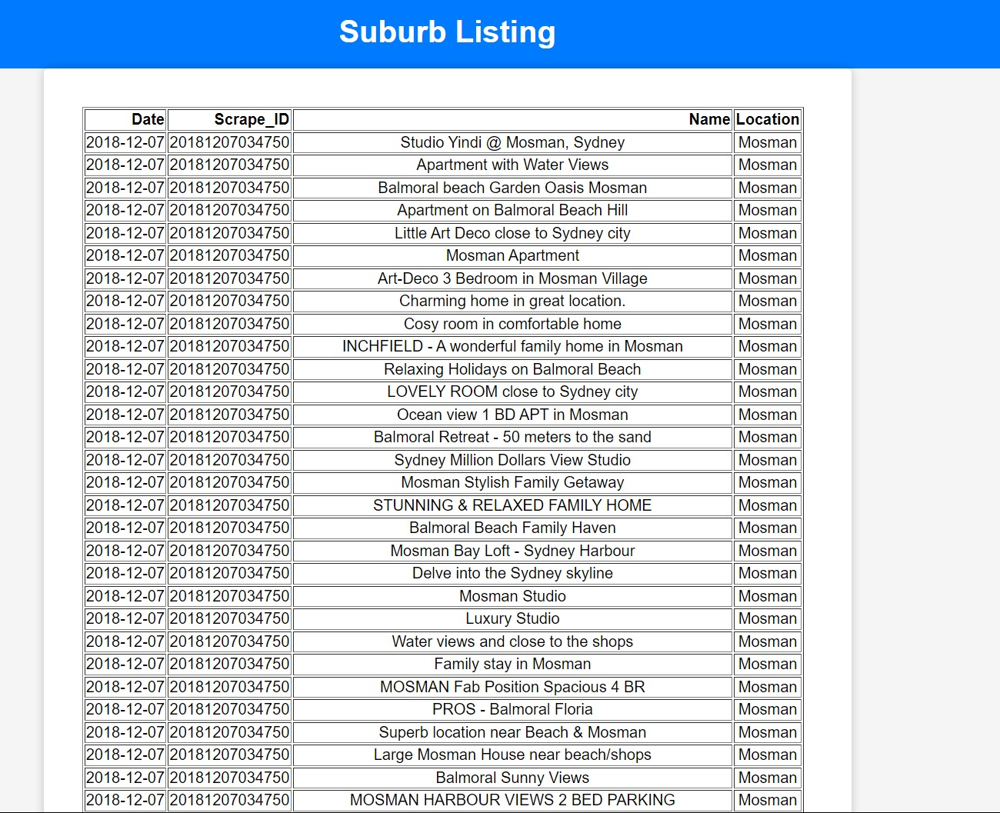 Suburb Listing
Date Scrape_ID Name Location
2018-12-07 20181207034750 Studio Yindi @ Mosman, Sydney Mosman
2018-12-07 20181207034750 Apartment with Water Views Mosman
2018-12-07 20181207034750 Balmoral beach Garden Oasis Mosman Mosman
2018-12-07 20181207034750 Apartment on Balmoral Beach Hill Mosman
2018-12-07 20181207034750 Little Art Deco close to Sydney city Mosman
2018-12-07 20181207034750 Mosman Apartment Mosman
2018-12-07 20181207034750 Art-Deco 3 Bedroom in Mosman Village Mosman
2018-12-07 20181207034750 Charming home in great location. Mosman
2018-12-07 20181207034750 Cosy room in comfortable home Mosman
2018-12-07 20181207034750 INCHFIELD - A wonderful family home in Mosman Mosman
2018-12-07 20181207034750 Relaxing Holidays on Balmoral Beach Mosman
2018-12-07 20181207034750 LOVELY ROOM close to Sydney city Mosman
2018-12-07 20181207034750 Ocean view 1 BD APT in Mosman Mosman
2018-12-07 20181207034750 Balmoral Retreat - 50 meters to the sand Mosman
2018-12-07 20181207034750 Sydney Million Dollars View Studio Mosman
2018-12-07 20181207034750 Mosman Stylish Family Getaway Mosman
2018-12-07 20181207034750 STUNNING & RELAXED FAMILY HOME Mosman
2018-12-07 20181207034750 Balmoral Beach Family Haven Mosman
2018-12-07 20181207034750 Mosman Bay Loft - Sydney Harbour Mosman
2018-12-07 20181207034750 Delve into the Sydney skyline Mosman
2018-12-07 20181207034750 Mosman Studio Mosman
2018-12-07 20181207034750 Luxury Studio Mosman
2018-12-07 20181207034750 Water views and close to the shops Mosman
2018-12-07 20181207034750 Family stay in Mosman Mosman
2018-12-07 20181207034750 MOSMAN Fab Position Spacious 4 BR Mosman
2018-12-07 20181207034750 PROS - Balmoral Floria Mosman
2018-12-07 20181207034750 Superb location near Beach & Mosman Mosman
2018-12-07 20181207034750 Large Mosman House near beach/shops Mosman
2018-12-07 20181207034750 Balmoral Sunny Views Mosman
2018-12-07 20181207034750 MOSMAN HARBOUR VIEWS 2 BED PARKING Mosman